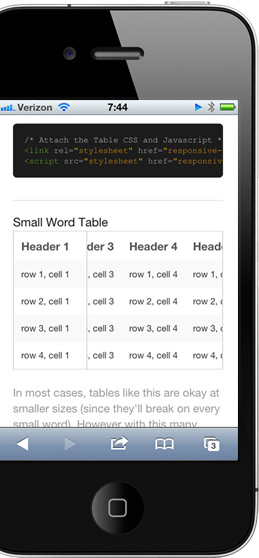 Verizon 7:44
/* Attach the Table CSS and Javascript *
<link rel="stylesheet" href="responsive-
<script src="stylesheet" href="responsiv
Small Word Table
Header 1 der 3 Header 4 Head
row 1, cell 1 , cell 3 row 1, cell 4 row 1, c
row 2, cell 1 , cell 3 row 2, cell 4 row 2, c
row 3, cell 1 , cell 3 row 3, cell 4 row 3, c
row 4, cell 1 , cell 3 row 4, cell 4 row 4, c
In most cases, tables like this are okay at
smaller sizes (since they'll break on every
small word). However with this many
3